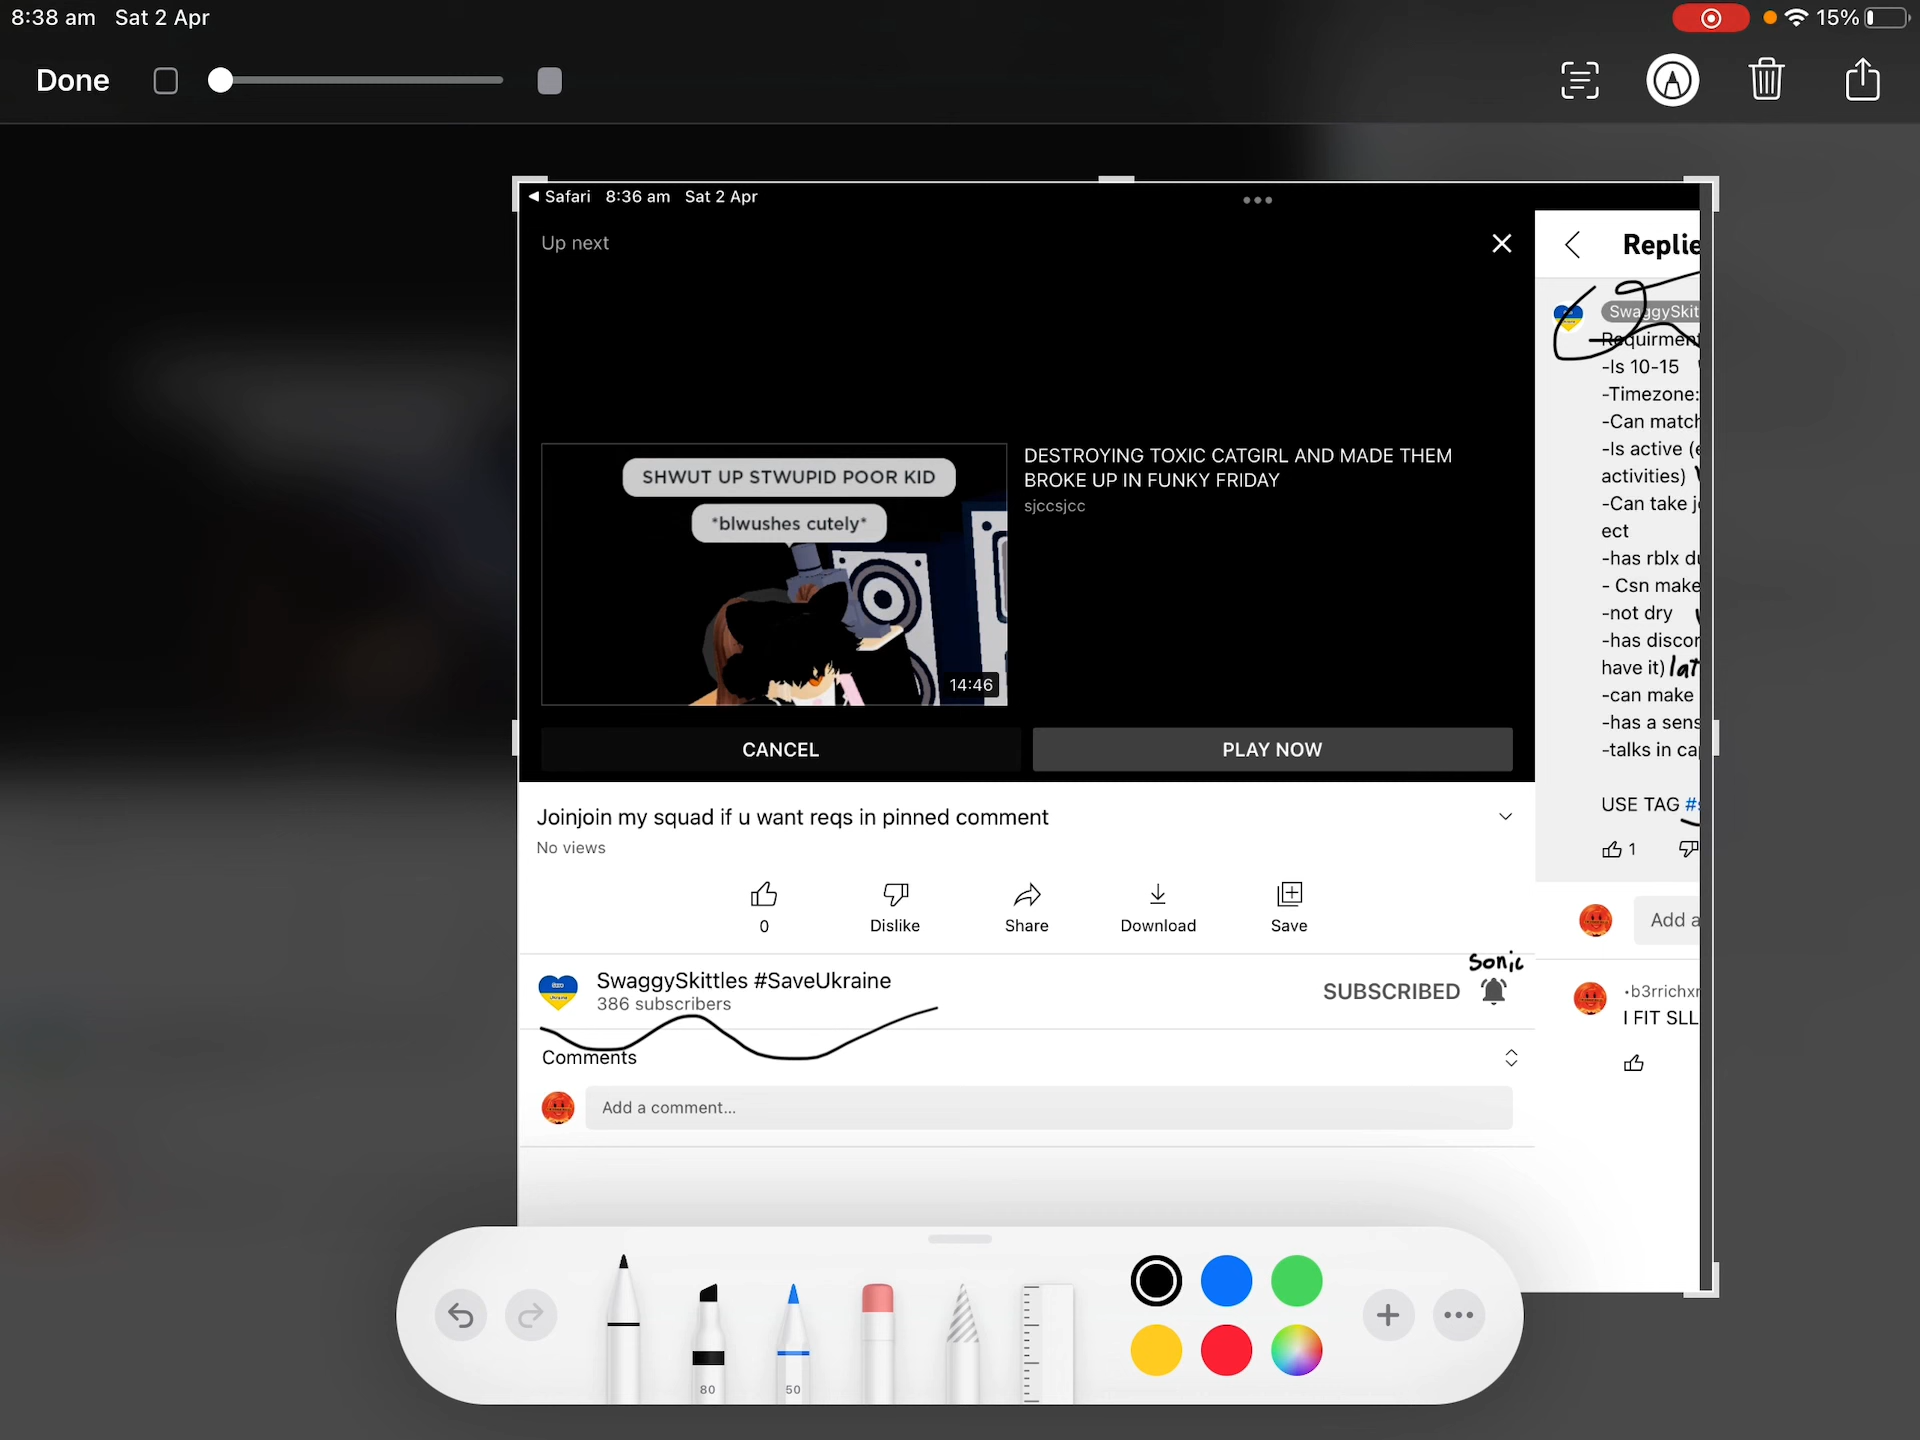 8:38 am Sat 2 Apr
15%
Done
Safari 8:36 am Sat 2 Apr
Up next
SHWUT UP STWUPID POOR KID
*blwushes cutely*
14:46
DESTROYING TOXIC CATGIRL AND MADE THEM
BROKE UP IN FUNKY FRIDAY
sjccsjcc
CANCEL
PLAY NOW
Joinjoin my squad if u want reqs in pinned comment
No views
0
Dislike
Share
Download
Save
SwaggySkittles #SaveUkraine
386 subscribers
SUBSCRIBED
Sonic
Comments
Add a comment...
Replie
SwaggySkit
Requirmen
-Is 10-15
-Timezone:
-Can match
-Is active (
activities)
-Can take j
ect
-has rblx du
- Csn make
-not dry
-has discor
have it) lat
-can make
-has a sens
-talks in ca
USE TAG #s
1
Add a
•b3rrichx
I FIT SLL
80
50